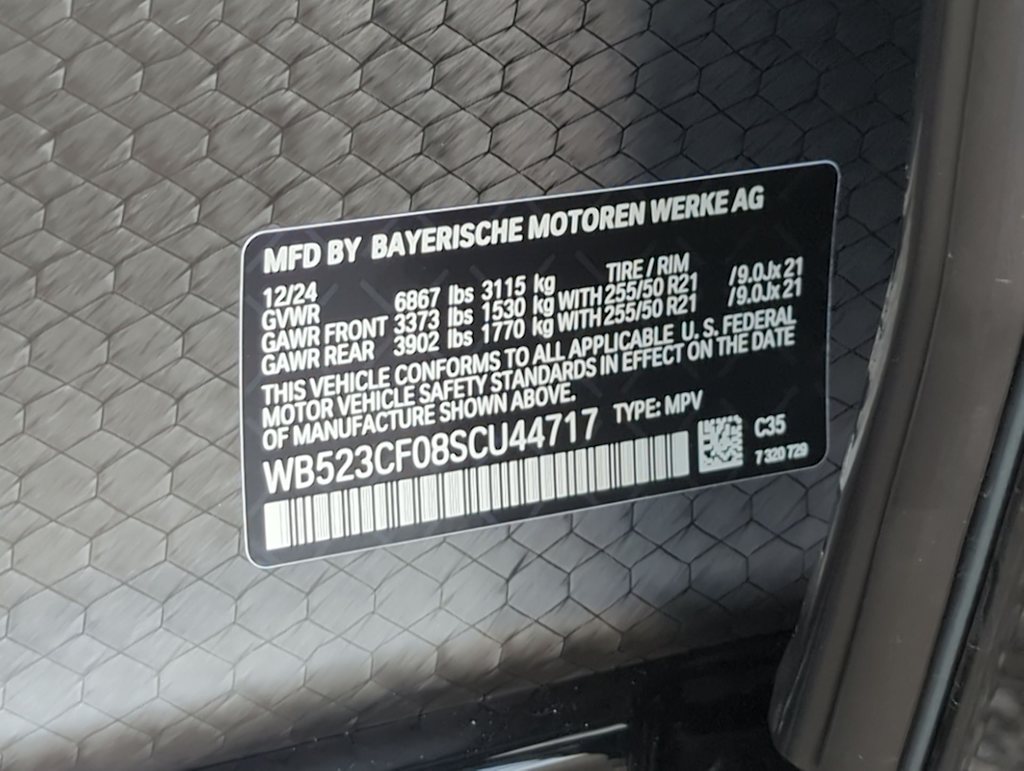 MFD BY BAYERISCHE MOTOREN WERKE AG
12/24 TIRE / RIM
GVWR 6867 lbs 3115 kg
GAWR FRONT 3373 lbs 1530 kg WITH 255/50 R21 /9.0Jx 21
GAWR REAR 3902 lbs 1770 kg WITH 255/50 R21 /9.0Jx 21
THIS VEHICLE CONFORMS TO ALL APPLICABLE U. S. FEDERAL
MOTOR VEHICLE SAFETY STANDARDS IN EFFECT ON THE DATE
OF MANUFACTURE SHOWN ABOVE.
WB523CF08SCU44717 TYPE: MPV
C35
7 320 729